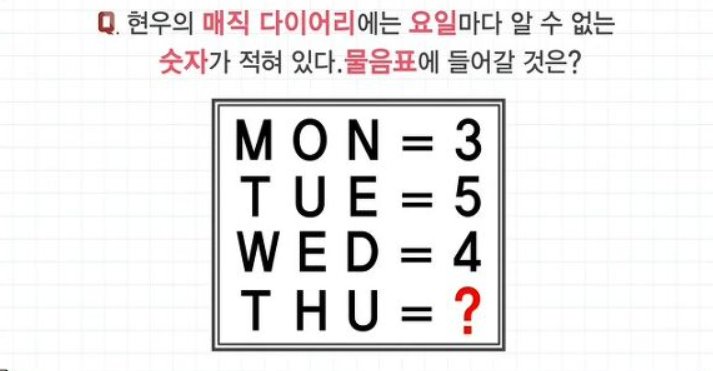 Q. 현우의 매직 다이어리에는 요일마다 알 수 없는
숫자가 적혀 있다.물음표에 들어갈 것은?
MON=3
TUE=5
WED=4
THU=?